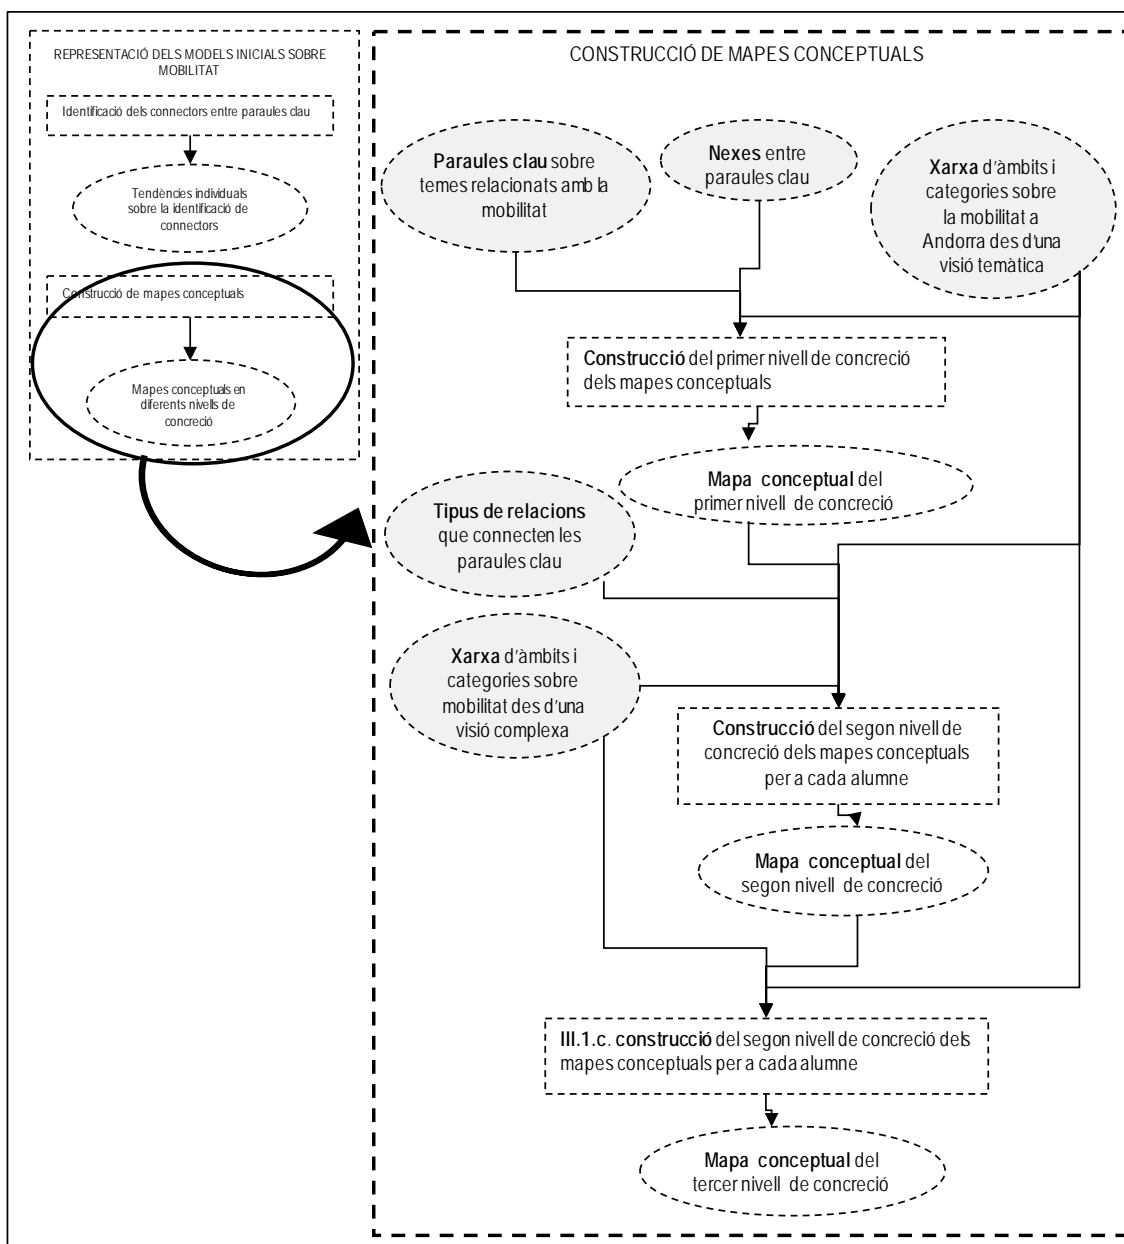 REPRESENTACIÓ DELS MODELS INICIALS SOBRE
MOBILITAT
Identificació dels connectors entre paraules clau
Tendències individuals
sobre la identificació de
connectors
Construcció de mapes conceptuals
Mapes conceptuals en
diferents nivells de
concreció
CONSTRUCCIÓ DE MAPES CONCEPTUALS
Paraules clau sobre
temes relacionats amb la
mobilitat
Nexes entre
paraules clau
Xarxa d'àmbits i
categories sobre
la mobilitat a
Andorra des d'una
visió temàtica
Construcció del primer nivell de concreció
dels mapes conceptuals
Mapa conceptual del
primer nivell de concreció
Tipus de relacions
que connecten les
paraules clau
Xarxa d'àmbits i
categories sobre
mobilitat des d'una
visió complexa
Construcció del segon nivell de
concreció dels mapes conceptuals
per a cada alumne
Mapa conceptual del
segon nivell de concreció
III.1.c. construcció del segon nivell de concreció dels
mapes conceptuals per a cada alumne
Mapa conceptual del
tercer nivell de concreció